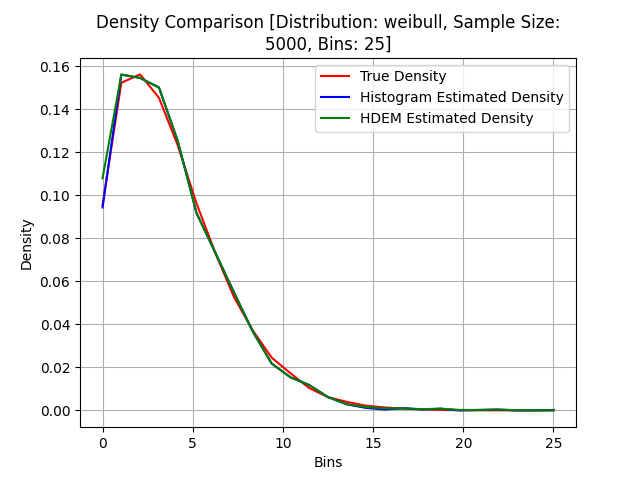 Density Comparison [Distribution: weibull, Sample Size:
5000, Bins: 25]
True Density
Histogram Estimated Density
HDEM Estimated Density
Density
0.16
0.14
0.12
0.10
0.08
0.06
0.04
0.02
0.00
0 5 10 15 20 25
Bins